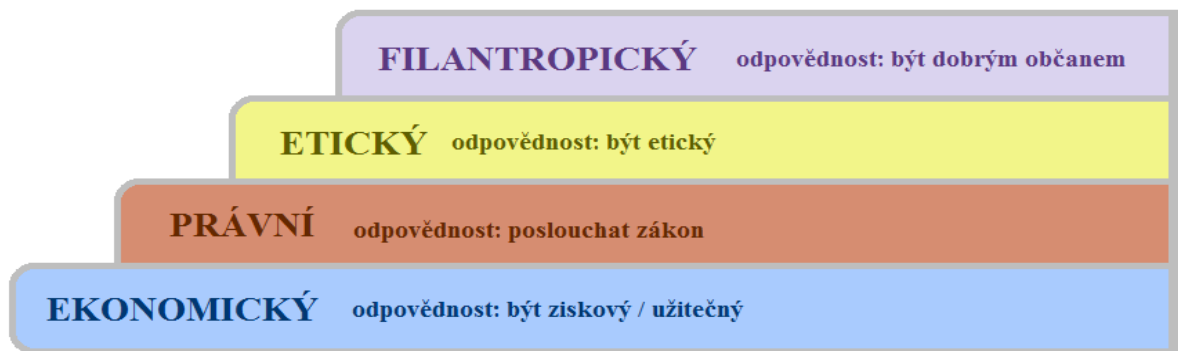 FILANTROPICKÝ odpovědnost: být dobrým občanem
ETICKÝ odpovědnost: být etický
PRÁVNÍ odpovědnost: poslouchat zákon
EKONOMICKÝ odpovědnost: být ziskový / užitečný